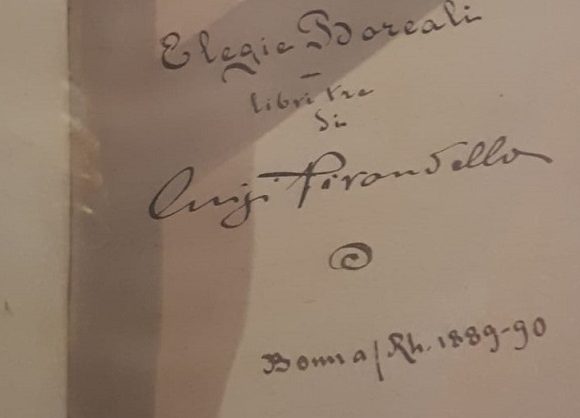 Elegie Boreali
—
libri tre
di
Luigi Pirandello
Bonn a/Rh. 1889-90